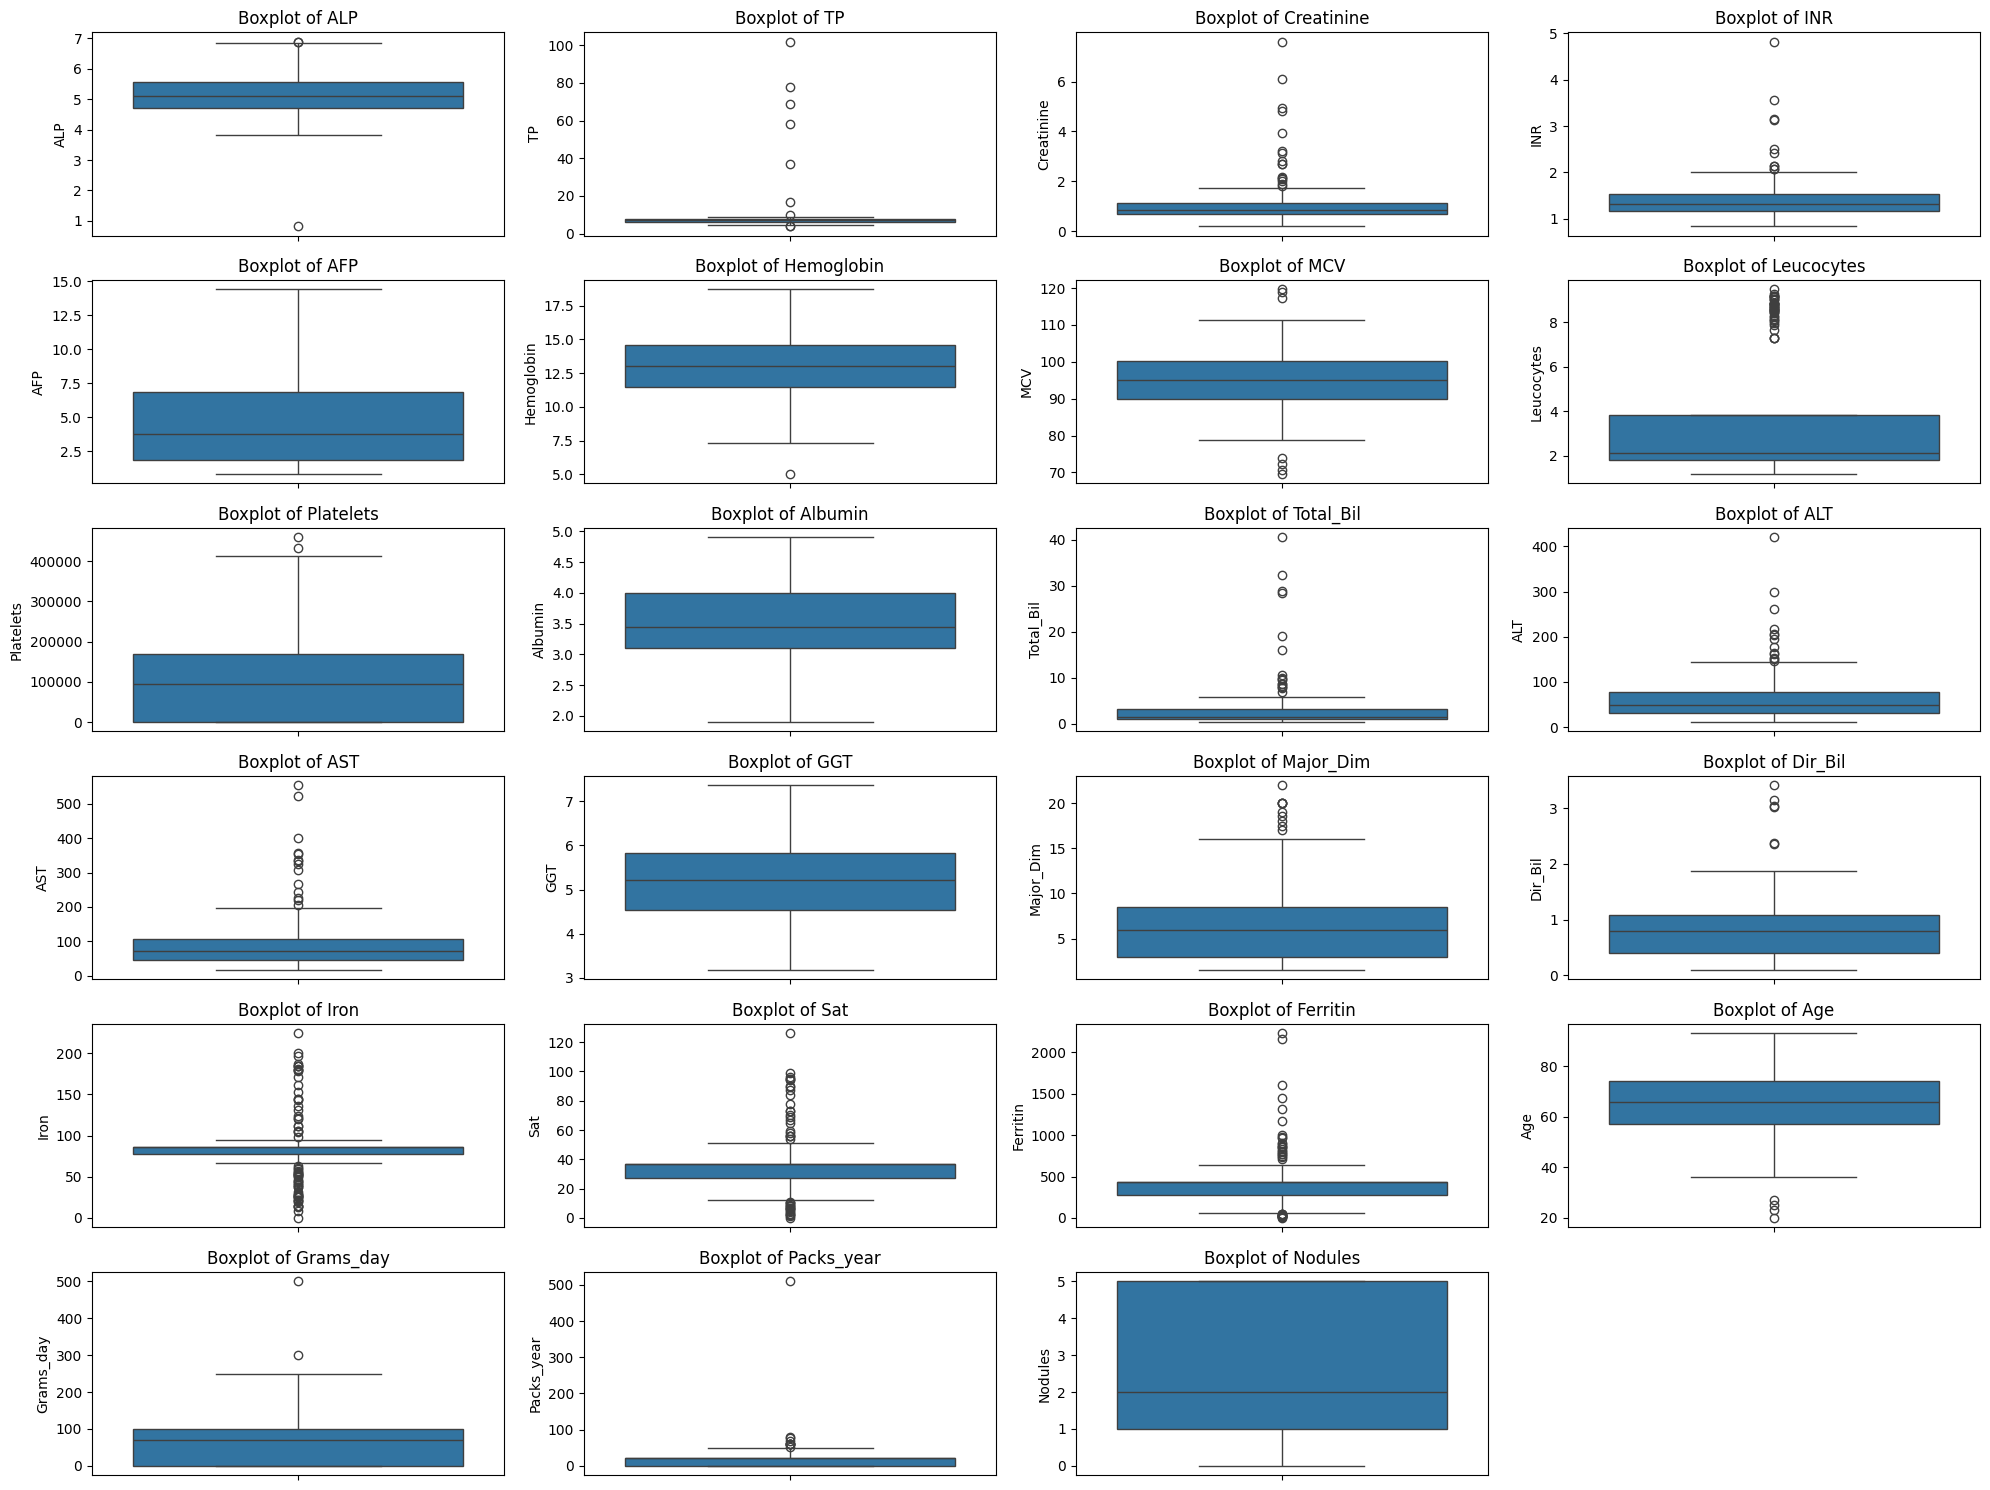 Boxplot of ALP
ALP
7
6
5
4
3
2
1
Boxplot of TP
TP
100
80
60
40
20
0
Boxplot of Creatinine
Creatinine
6
4
2
0
Boxplot of INR
INR
5
4
3
2
1
Boxplot of AFP
AFP
15.0
12.5
10.0
7.5
5.0
2.5
Boxplot of Hemoglobin
Hemoglobin
17.5
15.0
12.5
10.0
7.5
5.0
Boxplot of MCV
MCV
120
110
100
90
80
70
Boxplot of Leucocytes
Leucocytes
8
6
4
2
Boxplot of Platelets
Platelets
400000
300000
200000
100000
0
Boxplot of Albumin
Albumin
5.0
4.5
4.0
3.5
3.0
2.5
2.0
Boxplot of Total_Bil
Total_Bil
40
30
20
10
0
Boxplot of ALT
ALT
400
300
200
100
0
Boxplot of AST
AST
500
400
300
200
100
0
Boxplot of GGT
GGT
7
6
5
4
3
Boxplot of Major_Dim
Major_Dim
20
15
10
5
Boxplot of Dir_Bil
Dir_Bil
3
2
1
0
Boxplot of Iron
Iron
200
150
100
50
0
Boxplot of Sat
Sat
120
100
80
60
40
20
0
Boxplot of Ferritin
Ferritin
2000
1500
1000
500
0
Boxplot of Age
Age
80
60
40
20
Boxplot of Grams_day
Grams_day
500
400
300
200
100
0
Boxplot of Packs_year
Packs_year
500
400
300
200
100
0
Boxplot of Nodules
Nodules
5
4
3
2
1
0